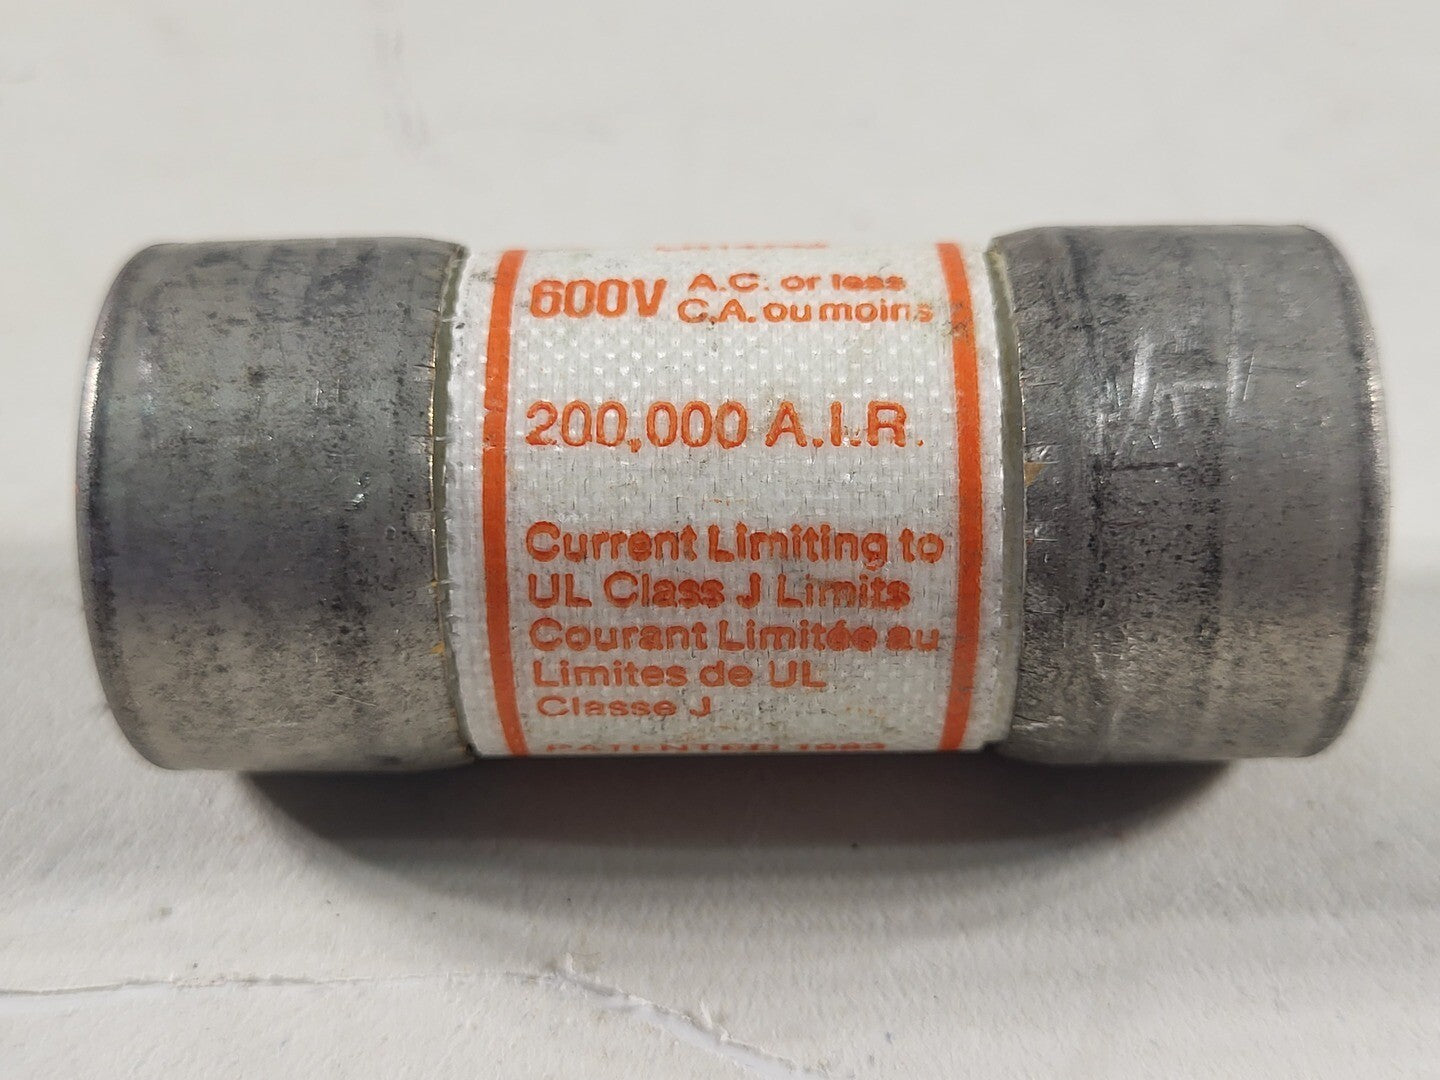 600V A.C. or less
C.A. ou moins
200,000 A.I.R.
Current Limiting to
UL Class J Limits
Courant Limitée au
Limites de UL
Classe J
PATENTED